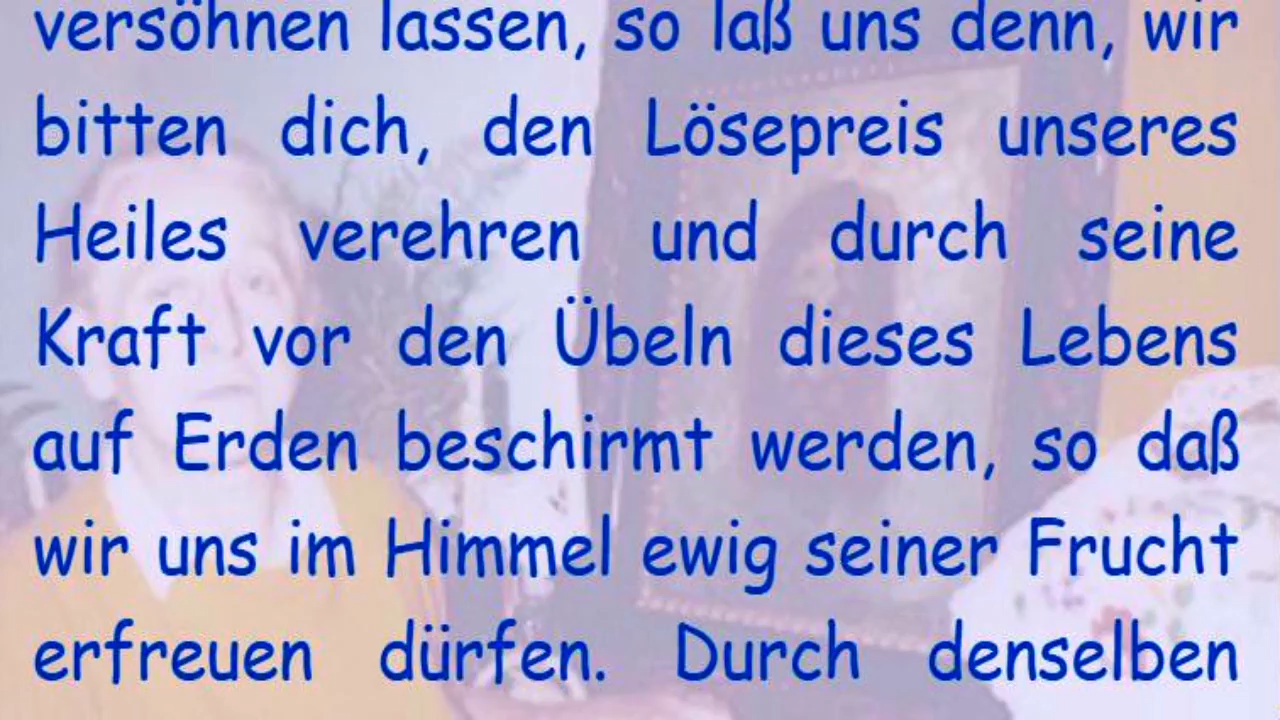 versöhnen lassen, so laß uns denn, wir
bitten dich, den Lösepreis unseres
Heiles verehren und durch seine
Kraft vor den Übeln dieses Lebens
auf Erden beschirmt werden, so daß
wir uns im Himmel ewig seiner Frucht
erfreuen dürfen. Durch denselben